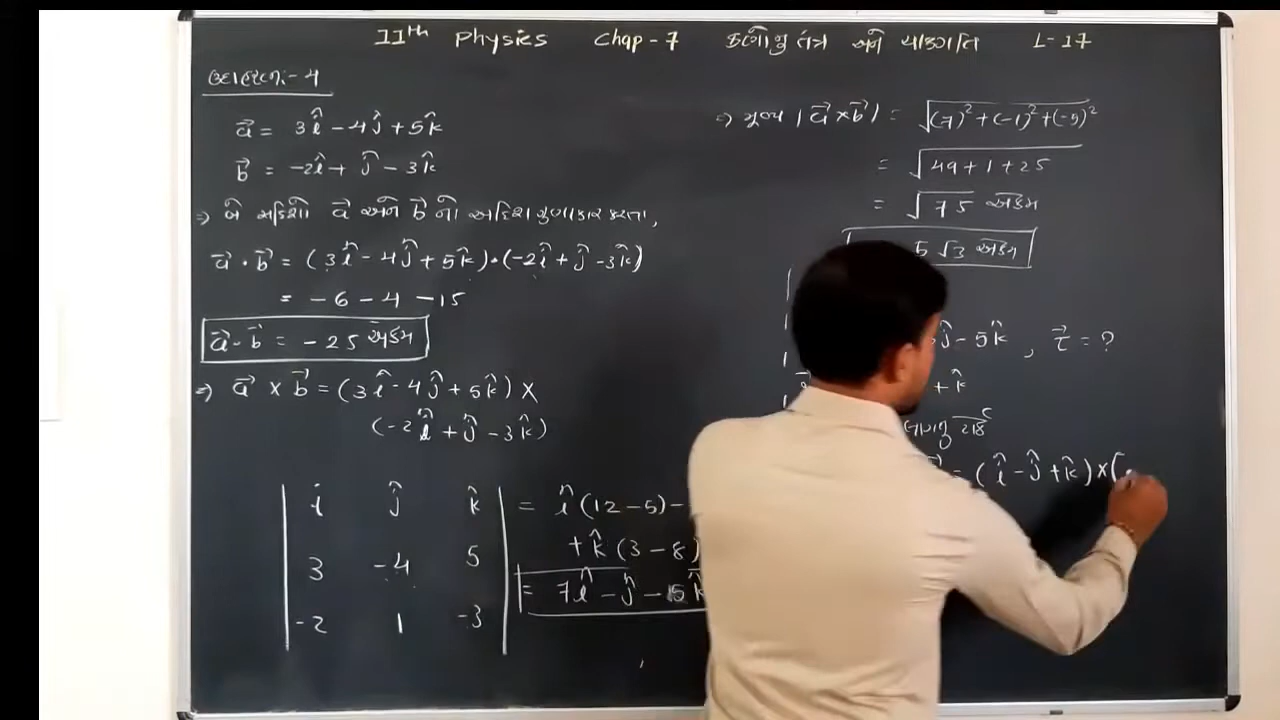 11th Physics Chap-7 કણોનું તંત્ર અને ચાકગતિ L-17
ઉદાહરણ:- 4
a⃗ = 3î - 4ĵ + 5k̂
b⃗ = -2î + ĵ - 3k̂
⇒ બે સદિશો a⃗ અને b⃗ નો અદિશ ગુણાકાર કરતા,
a⃗ · b⃗ = (3î - 4ĵ + 5k̂)·(-2î + ĵ - 3k̂)
= -6 - 4 - 15
a⃗ · b⃗ = -25 એકમ
⇒ a⃗ × b⃗ = (3î - 4ĵ + 5k̂) ×
(-2î + ĵ - 3k̂)
î ĵ k̂
3 -4 5
-2 1 -3
= î(12 - 5) -
+ k̂(3 - 8)
= 7î - ĵ - 5k̂
⇒ મૂલ્ય |a⃗ × b⃗| = √(7)² + (-1)² + (-5)²
= √49 + 1 + 25
= √75 એકમ
5√3 એકમ
ĵ - 5k̂ , τ⃗ = ?
+ k̂
= (î - ĵ + k̂) × (